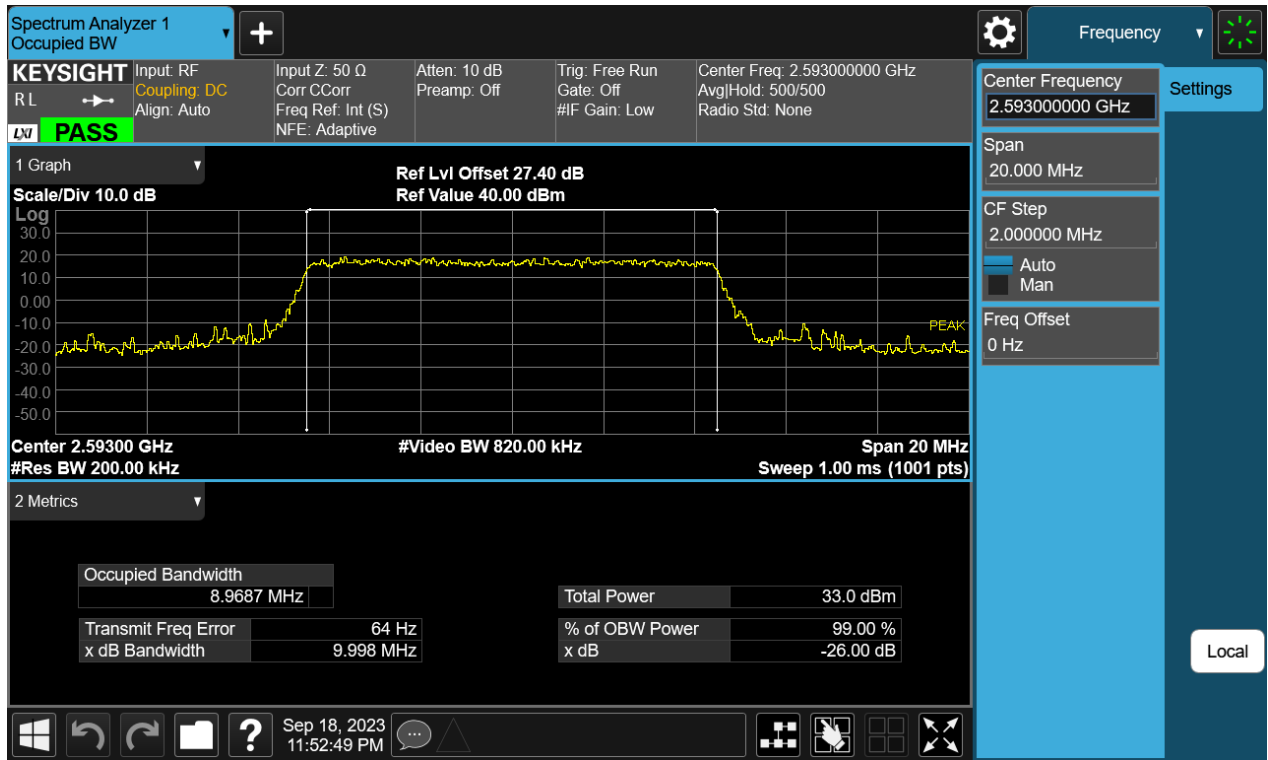 Spectrum Analyzer 1
Occupied BW
+
Frequency
KEYSIGHT
R L
LXI
PASS
Input: RF
Coupling: DC
Align: Auto
Input Z: 50 Ω
Corr CCorr
Freq Ref: Int (S)
NFE: Adaptive
Atten: 10 dB
Preamp: Off
Trig: Free Run
Gate: Off
#IF Gain: Low
Center Freq: 2.593000000 GHz
Avg|Hold: 500/500
Radio Std: None
1 Graph
Scale/Div 10.0 dB
Ref Lvl Offset 27.40 dB
Ref Value 40.00 dBm
Log
30.0
20.0
10.0
0.00
-10.0
-20.0
-30.0
-40.0
-50.0
PEAK
Center 2.59300 GHz
#Video BW 820.00 kHz
Span 20 MHz
#Res BW 200.00 kHz
Sweep 1.00 ms (1001 pts)
2 Metrics
Occupied Bandwidth
8.9687 MHz
Transmit Freq Error 64 Hz
x dB Bandwidth 9.998 MHz
Total Power 33.0 dBm
% of OBW Power 99.00 %
x dB -26.00 dB
?
Sep 18, 2023
11:52:49 PM
Center Frequency
2.593000000 GHz
Span
20.000 MHz
CF Step
2.000000 MHz
Auto
Man
Freq Offset
0 Hz
Settings
Local